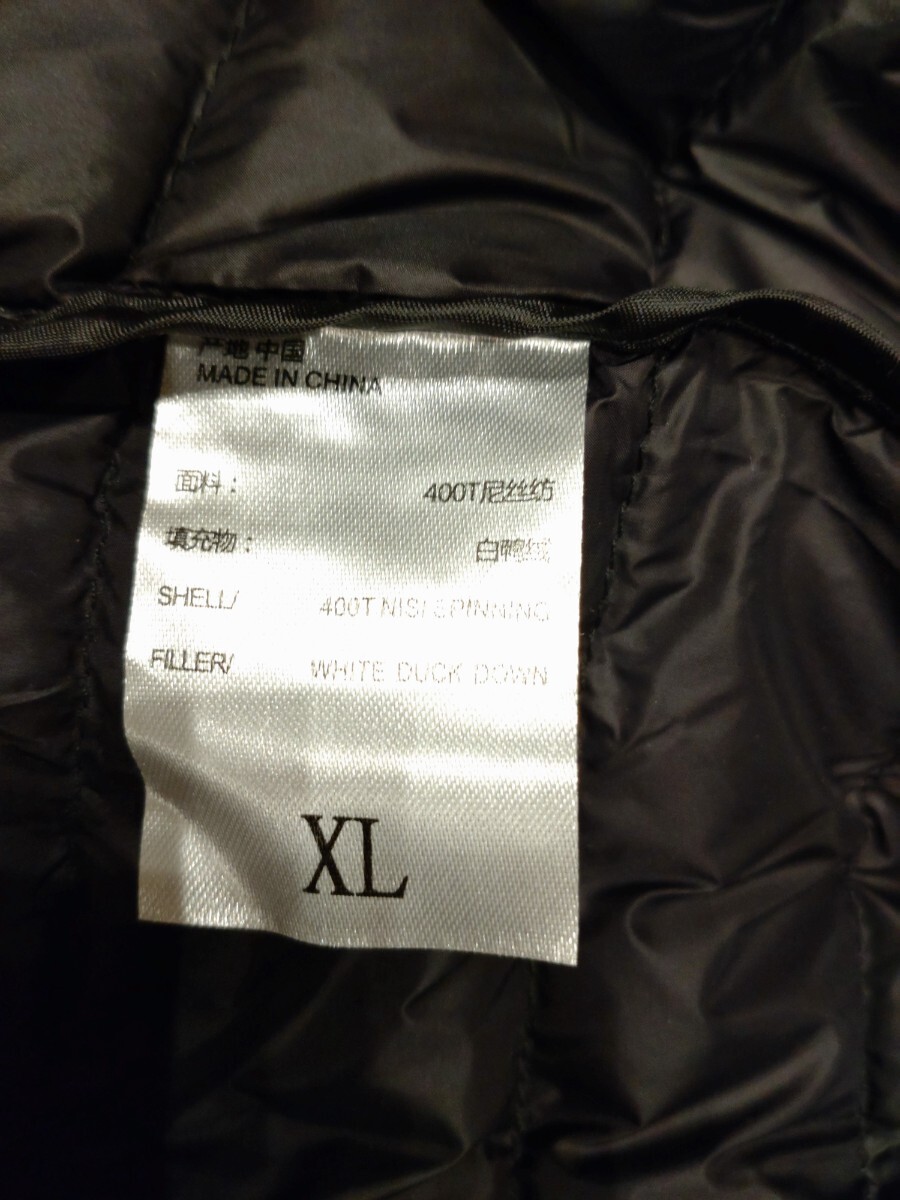 产地 中国
MADE IN CHINA
面料： 400T尼丝纺
填充物： 白鸭绒
SHELL/ 400T NISI SPINNING
FILLER/ WHITE DUCK DOWN
XL